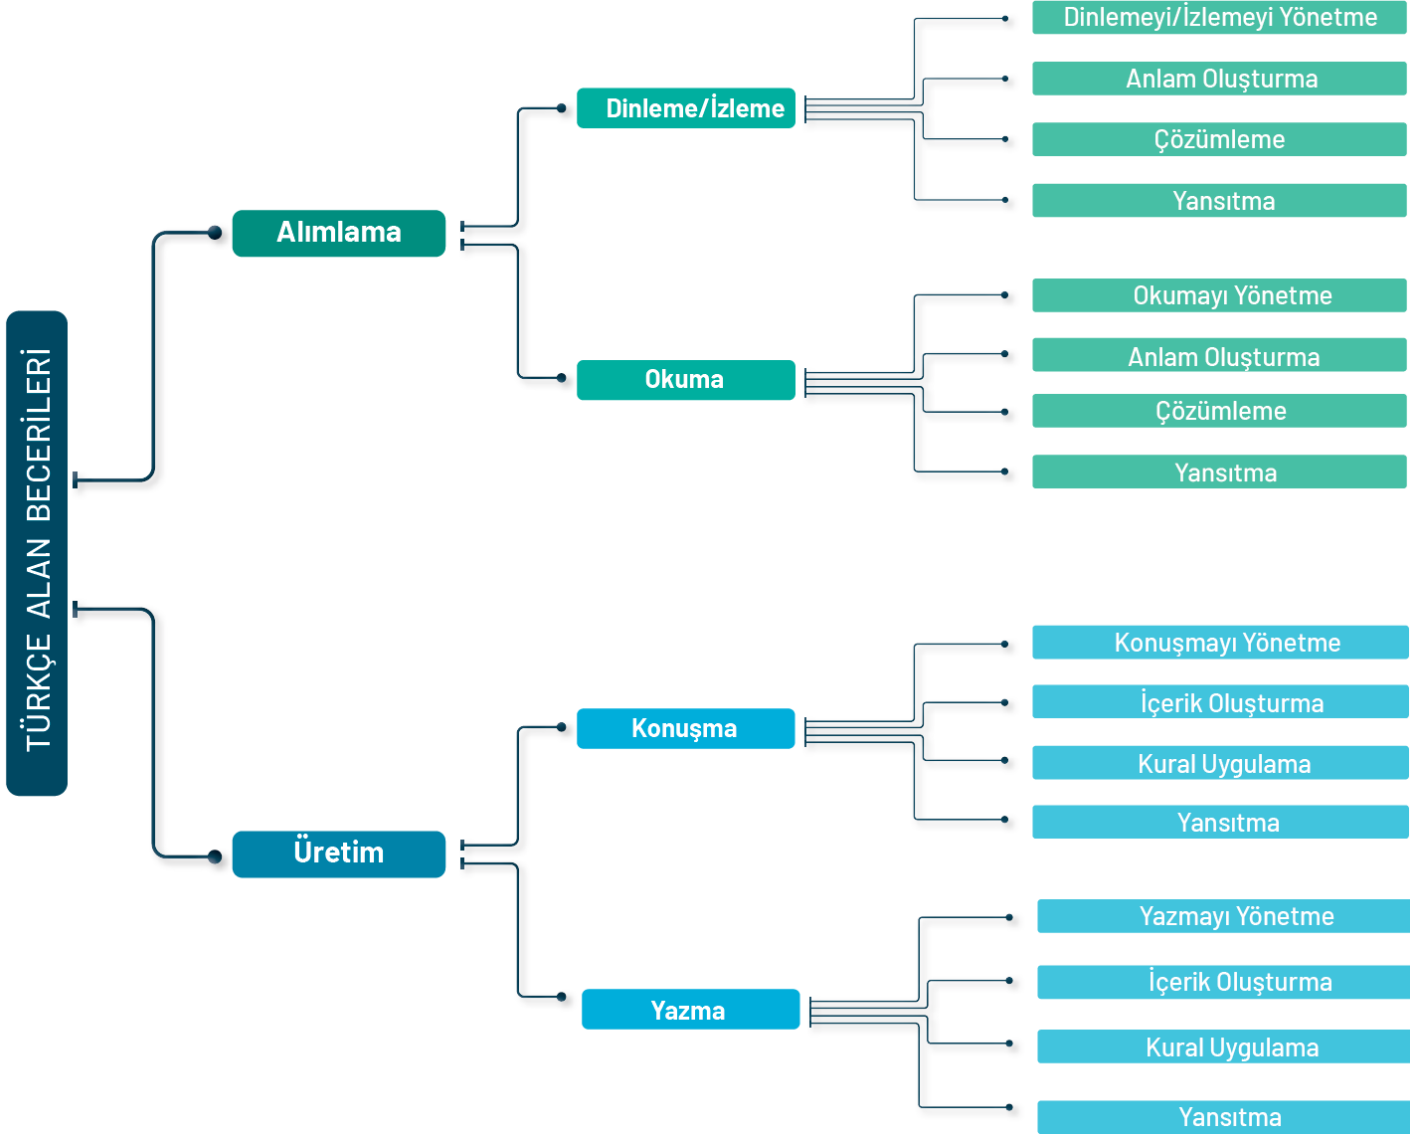 TÜRKÇE ALAN BECERİLERİ
Alımlama
Dinleme/İzleme
Dinlemeyi/İzlemeyi Yönetme
Anlam Oluşturma
Çözümleme
Yansıtma
Okuma
Okumayı Yönetme
Anlam Oluşturma
Çözümleme
Yansıtma
Üretim
Konuşma
Konuşmayı Yönetme
İçerik Oluşturma
Kural Uygulama
Yansıtma
Yazma
Yazmayı Yönetme
İçerik Oluşturma
Kural Uygulama
Yansıtma